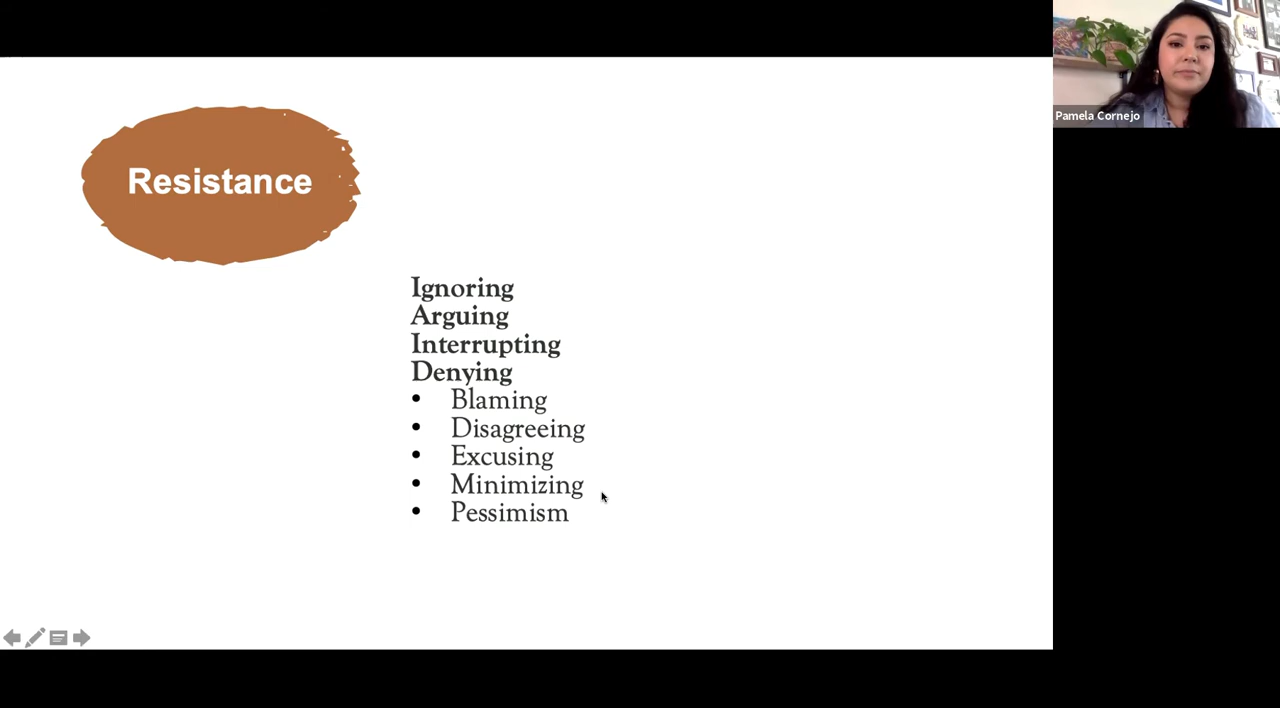 Resistance
Ignoring
Arguing
Interrupting
Denying
• Blaming
• Disagreeing
• Excusing
• Minimizing
• Pessimism
Pamela Cornejo